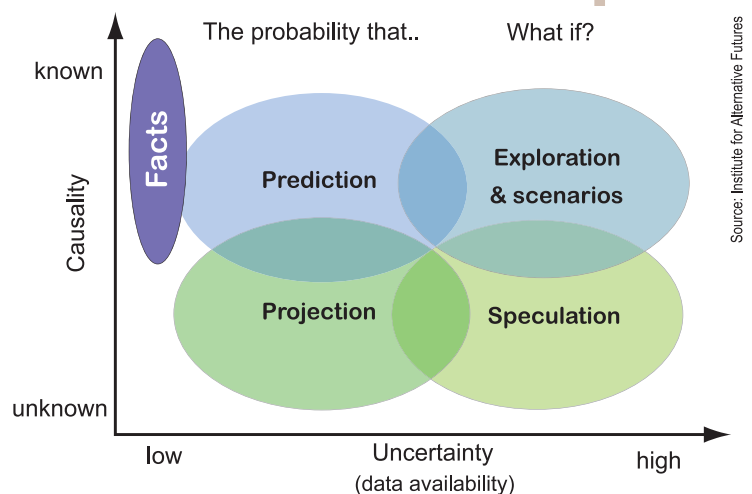 The probability that..
What if?
known
Facts
Prediction
Exploration
& scenarios
Causality
Projection
Speculation
unknown
low
Uncertainty
(data availability)
high
Source: Institute for Alternative Futures